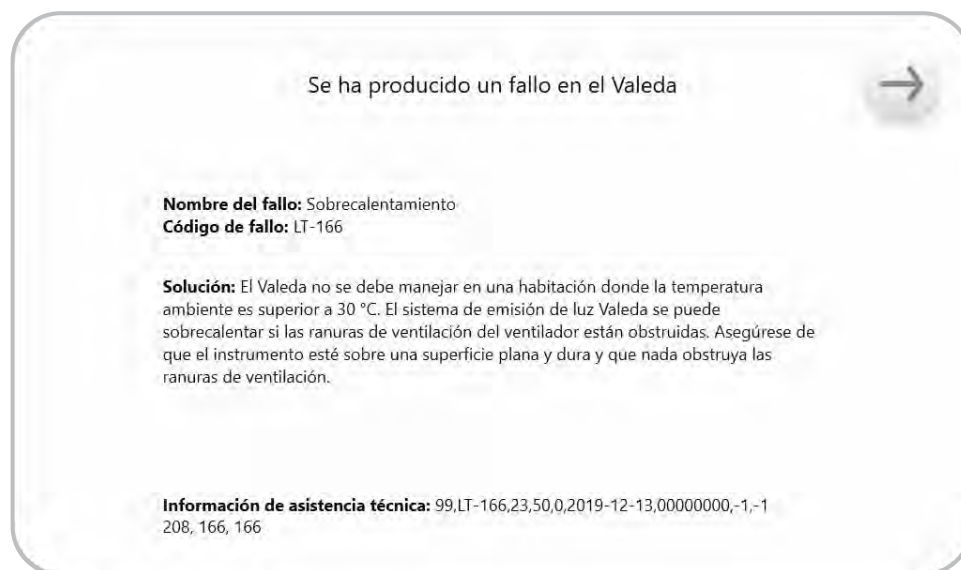 Se ha producido un fallo en el Valeda
Nombre del fallo: Sobrecalentamiento
Código de fallo: LT-166
Solución: El Valeda no se debe manejar en una habitación donde la temperatura
ambiente es superior a 30 °C. El sistema de emisión de luz Valeda se puede
sobrecalentar si las ranuras de ventilación del ventilador están obstruidas. Asegúrese de
que el instrumento esté sobre una superficie plana y dura y que nada obstruya las
ranuras de ventilación.
Información de asistencia técnica: 99,LT-166,23,50,0,2019-12-13,00000000,-1,-1
208, 166, 166